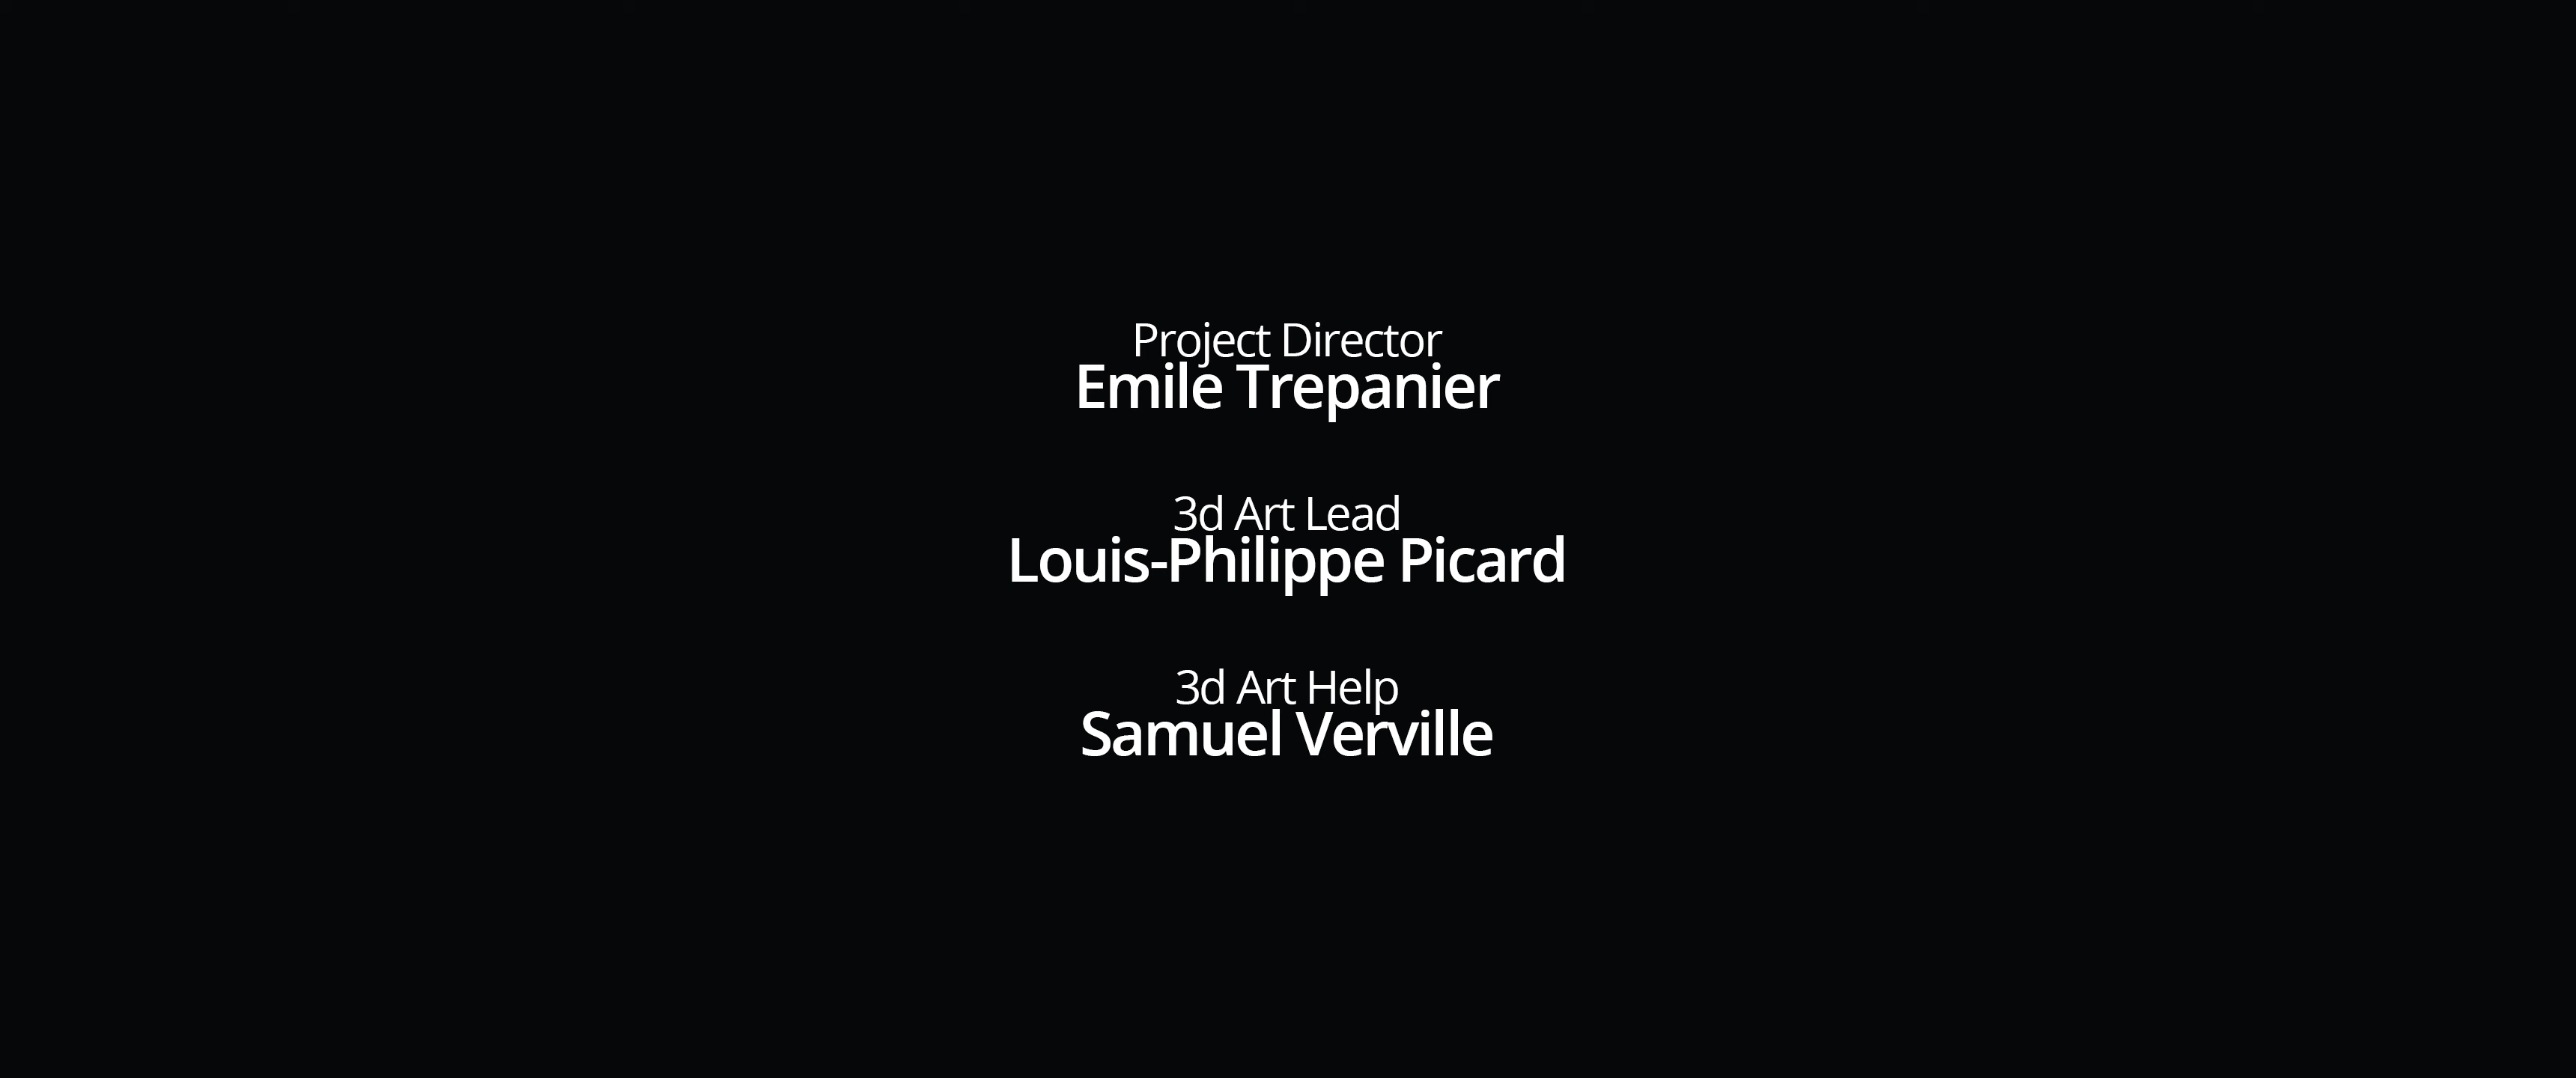 Project Director
Emile Trepanier
3d Art Lead
Louis-Philippe Picard
3d Art Help
Samuel Verville